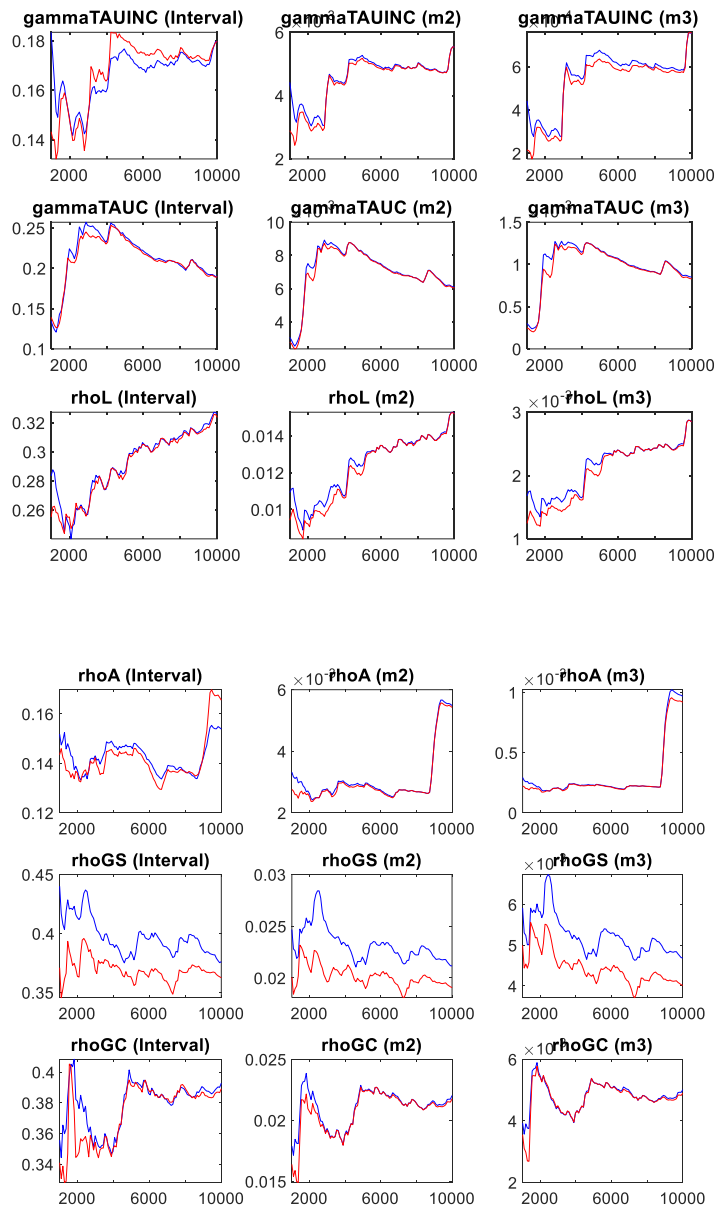 gammaTAUINC (Interval) gammaTAUINC (m2) gammaTAUINC (m3)
0.18 6 6
0.16 4 4
0.14 2 2
2000 6000 10000 2000 6000 10000 2000 6000 10000
gammaTAUC (Interval) gammaTAUC (m2) gammaTAUC (m3)
0.25 10 1.5
0.2 8 1
0.15 6 0.5
0.1 4 0
2000 6000 10000 2000 6000 10000 2000 6000 10000
rhoL (Interval) rhoL (m2) rhoL (m3)
0.32 0.014 3
0.3 0.012 2
0.28 0.01 1
0.26
2000 6000 10000 2000 6000 10000 2000 6000 10000
rhoA (Interval) rhoA (m2) rhoA (m3)
0.16 6 ×10 1 ×10
0.14 4 0.5
0.12 2 0
2000 6000 10000 2000 6000 10000 2000 6000 10000
rhoGS (Interval) rhoGS (m2) rhoGS (m3)
0.45 0.03 6
0.4 0.025 5
0.35 0.02 4
2000 6000 10000 2000 6000 10000 2000 6000 10000
rhoGC (Interval) rhoGC (m2) rhoGC (m3)
0.4 0.025 6
0.38 0.02 4
0.36 0.015 2
0.34
2000 6000 10000 2000 6000 10000 2000 6000 10000